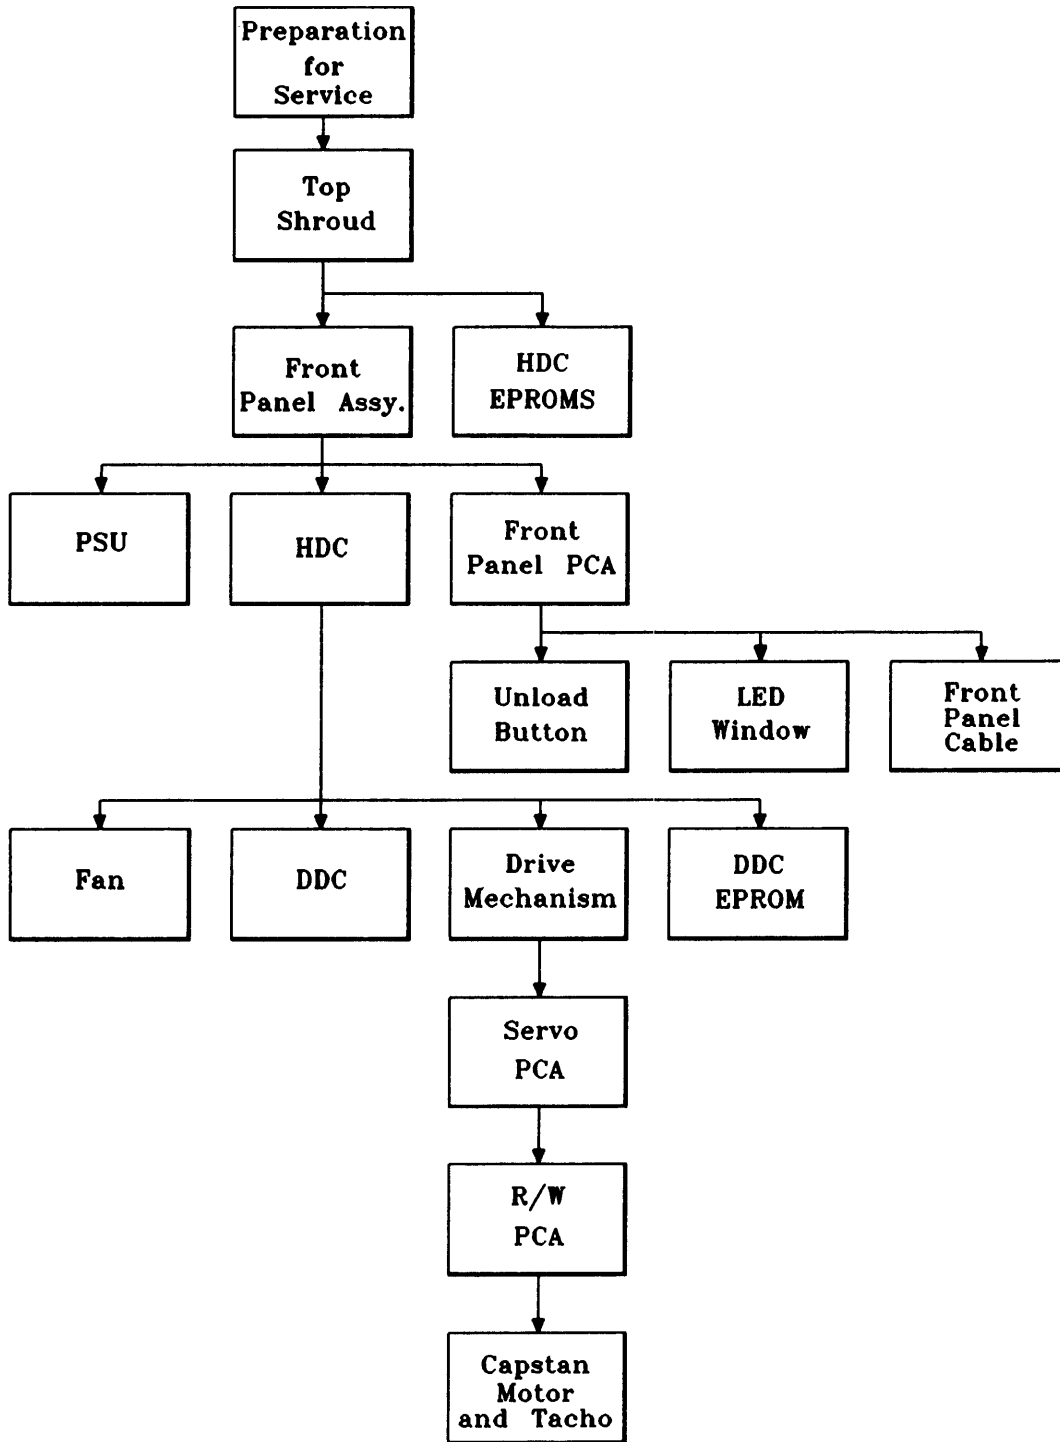 Preparation
for
Service
Top
Shroud
Front
Panel Assy.
HDC
EPROMS
PSU
HDC
Front
Panel PCA
Unload
Button
LED
Window
Front
Panel
Cable
Fan
DDC
Drive
Mechanism
DDC
EPROM
Servo
PCA
R/W
PCA
Capstan
Motor
and Tacho